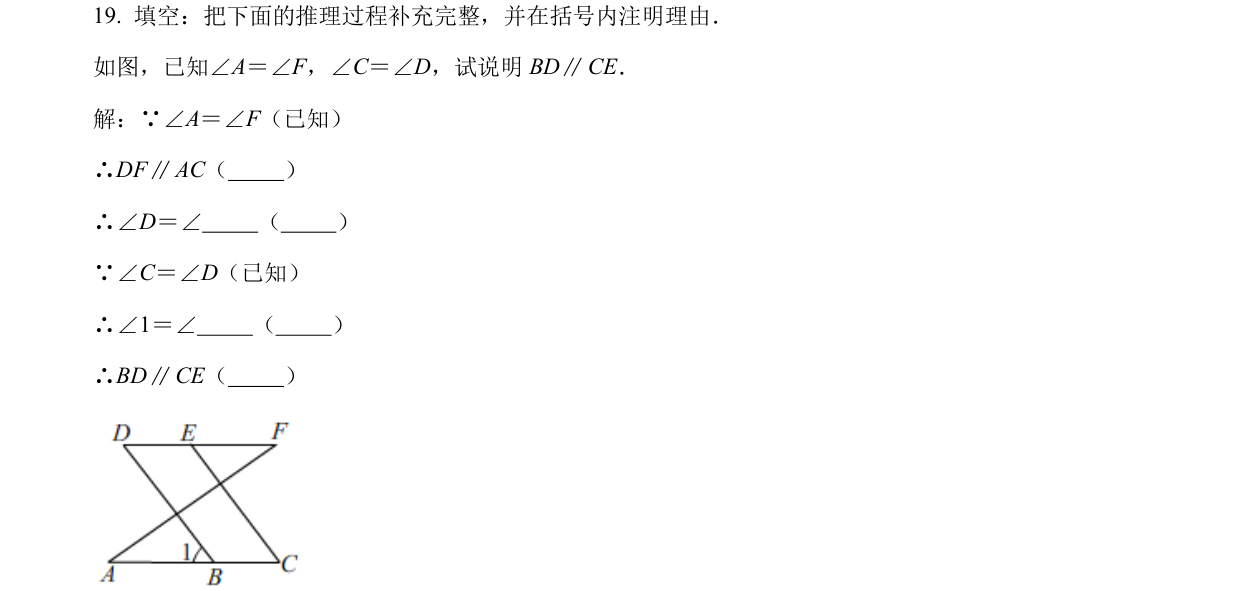 19. 填空：把下面的推理过程补充完整，并在括号内注明理由．
如图，已知∠A＝∠F，∠C＝∠D，试说明 BD∥CE．
解：∵∠A＝∠F（已知）
∴DF∥AC（_____）
∴∠D＝∠_____（_____）
∵∠C＝∠D（已知）
∴∠1＝∠_____（_____）
∴BD∥CE（_____）
D E F
1
A B C